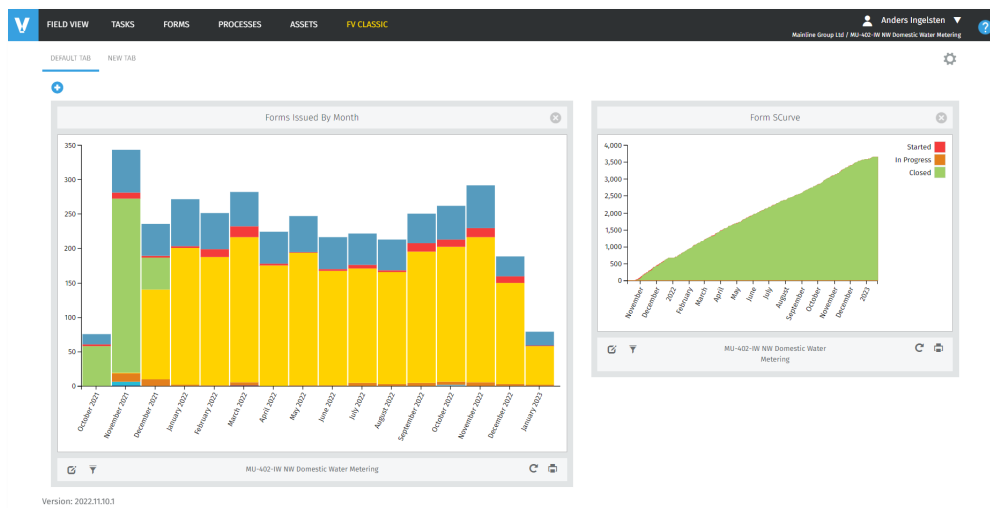 FIELD VIEW TASKS FORMS PROCESSES ASSETS FV CLASSIC
Anders Ingelsten ▼
Mainline Group Ltd / MU-402-IW NW Domestic Water Metering
?
DEFAULT TAB NEW TAB
Forms Issued By Month
350
300
250
200
150
100
50
0
October 2021
November 2021
December 2021
January 2022
February 2022
March 2022
April 2022
May 2022
June 2022
July 2022
August 2022
September 2022
October 2022
November 2022
December 2022
January 2023
MU-402-IW NW Domestic Water Metering
Form SCurve
4,000
3,500
3,000
2,500
2,000
1,500
1,000
500
0
Started
In Progress
Closed
November
December
2022
February
March
April
May
June
July
August
September
October
November
December
2023
MU-402-IW NW Domestic Water
Metering
Version: 2022.11.10.1